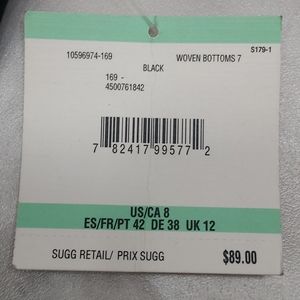 S179-1
10596974-169 WOVEN BOTTOMS 7
BLACK
169 -
4500761842
7 82417 99577 2
US/CA 8
ES/FR/PT 42 DE 38 UK 12
SUGG RETAIL/ PRIX SUGG $89.00